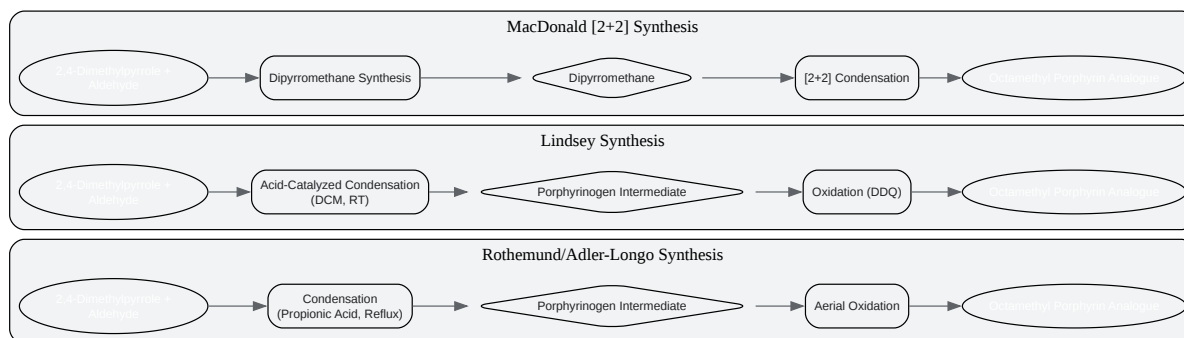 MacDonald [2+2] Synthesis
2,4-Dimethylpyrrole +
Aldehyde
Dipyrromethane Synthesis
Dipyrromethane
[2+2] Condensation
Octamethyl Porphyrin Analogue
Lindsey Synthesis
2,4-Dimethylpyrrole +
Aldehyde
Acid-Catalyzed Condensation
(DCM, RT)
Porphyrinogen Intermediate
Oxidation (DDQ)
Octamethyl Porphyrin Analogue
Rothemund/Adler-Longo Synthesis
2,4-Dimethylpyrrole +
Aldehyde
Condensation
(Propionic Acid, Reflux)
Porphyrinogen Intermediate
Aerial Oxidation
Octamethyl Porphyrin Analogue